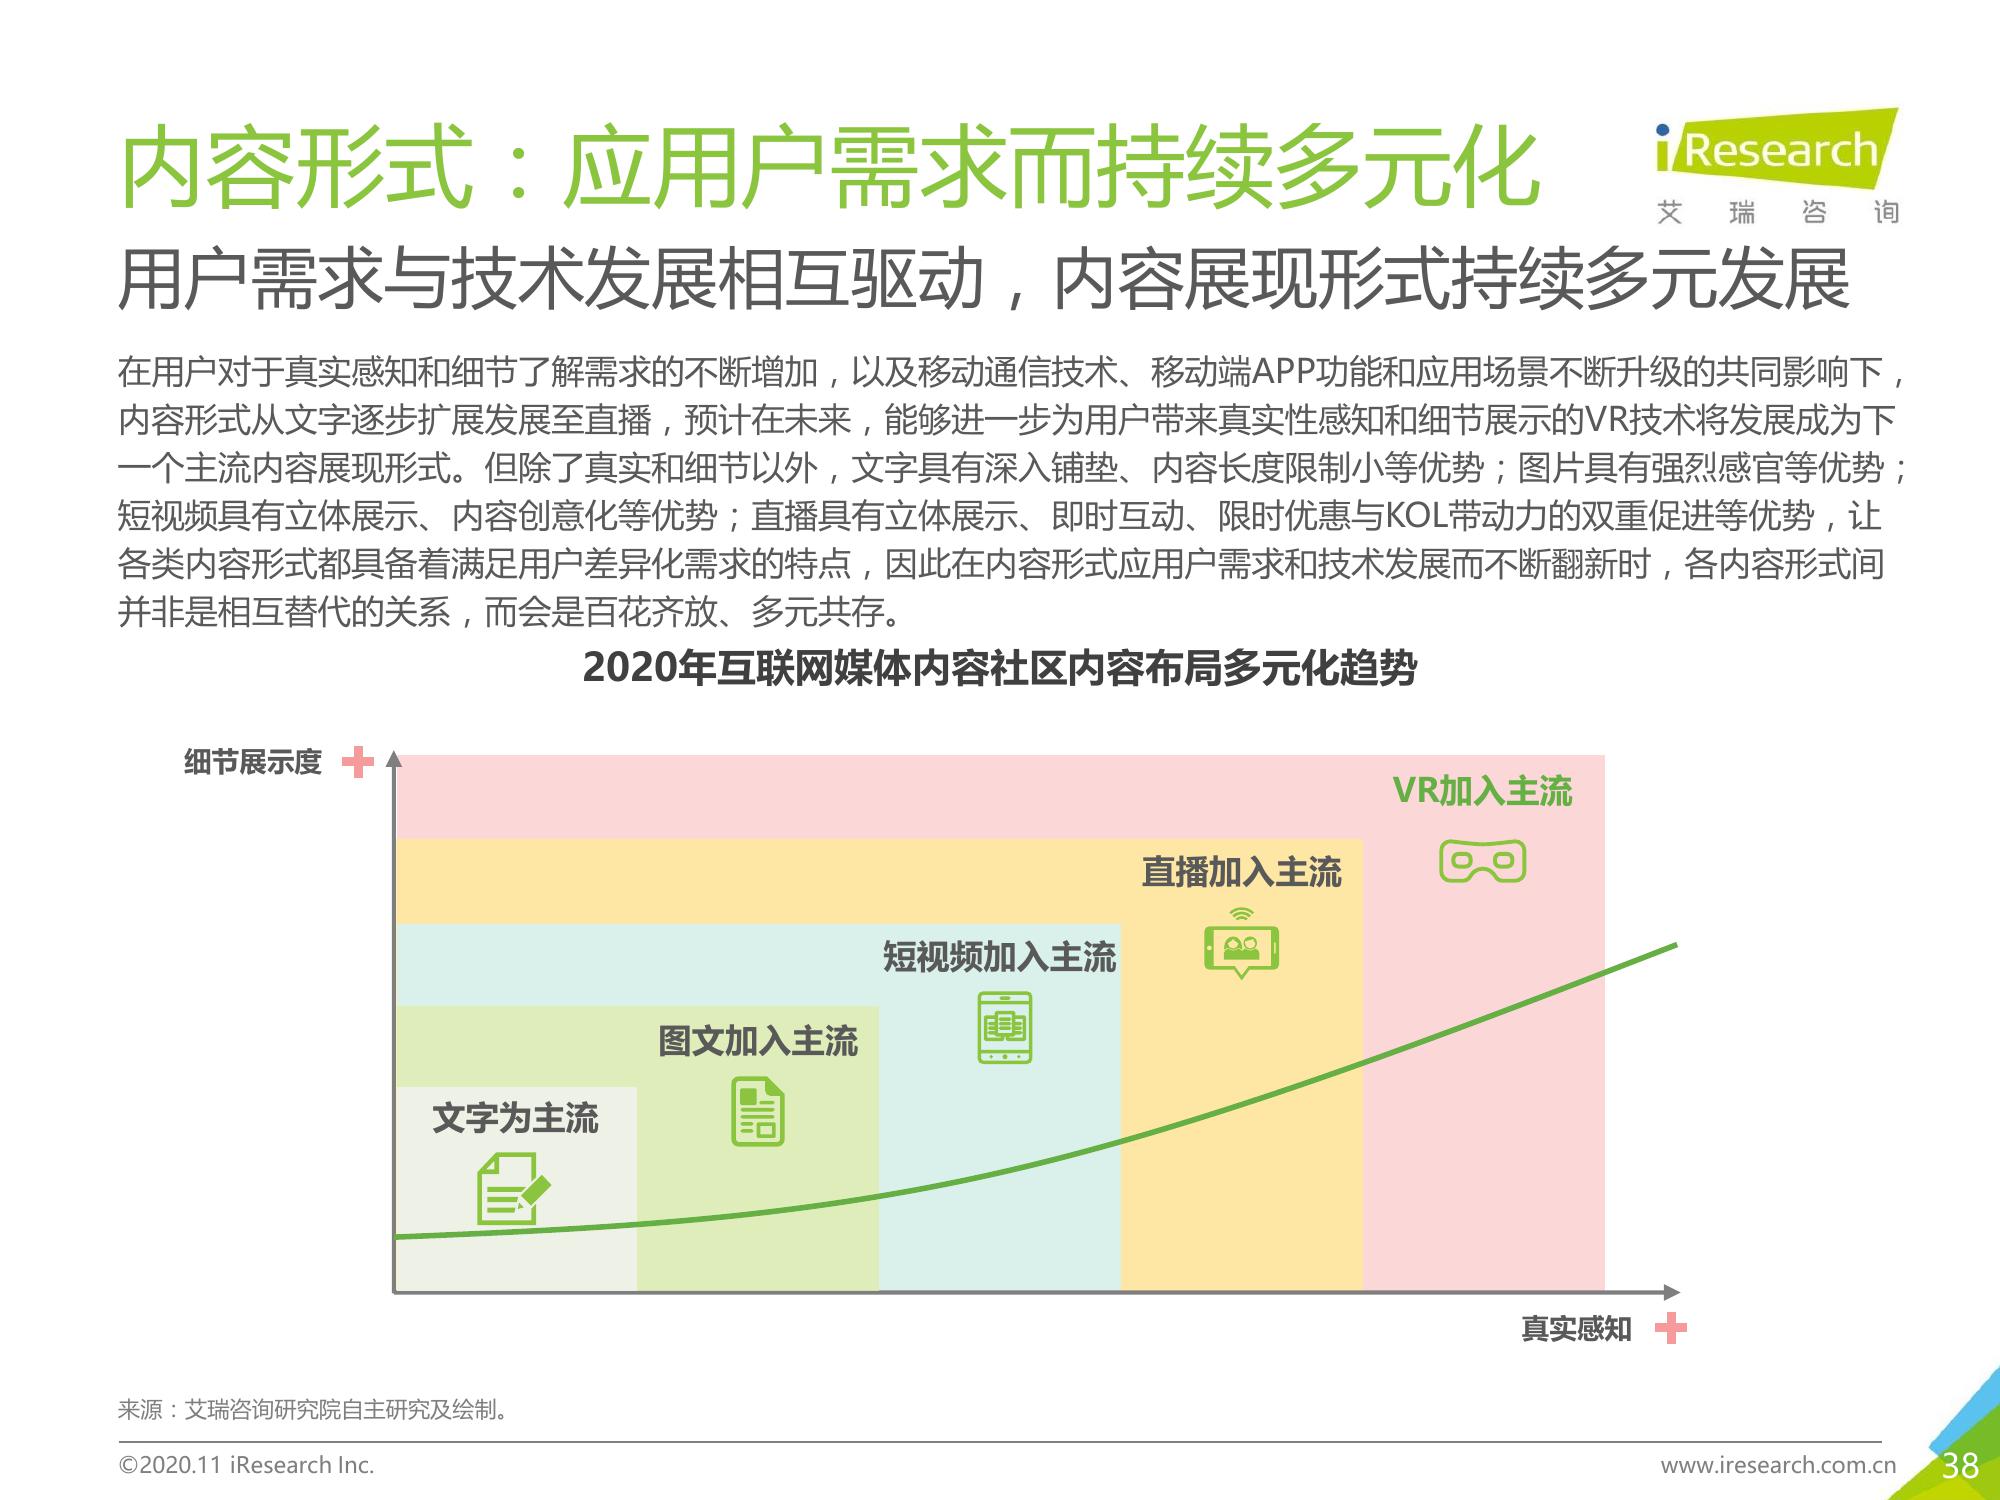 内容形式：应用户需求而持续多元化
iResearch
艾瑞咨询
用户需求与技术发展相互驱动，内容展现形式持续多元发展
在用户对于真实感知和细节了解需求的不断增加，以及移动通信技术、移动端APP功能和应用场景不断升级的共同影响下，
内容形式从文字逐步扩展发展至直播，预计在未来，能够进一步为用户带来真实性感知和细节展示的VR技术将发展成为下
一个主流内容展现形式。但除了真实和细节以外，文字具有深入铺垫、内容长度限制小等优势；图片具有强烈感官等优势；
短视频具有立体展示、内容创意化等优势；直播具有立体展示、即时互动、限时优惠与KOL带动力的双重促进等优势，让
各类内容形式都具备着满足用户差异化需求的特点，因此在内容形式应用户需求和技术发展而不断翻新时，各内容形式间
并非是相互替代的关系，而会是百花齐放、多元共存。
2020年互联网媒体内容社区内容布局多元化趋势
细节展示度
VR加入主流
直播加入主流
短视频加入主流
图文加入主流
文字为主流
真实感知
来源：艾瑞咨询研究院自主研究及绘制。
©2020.11 iResearch Inc.
www.iresearch.com.cn
38